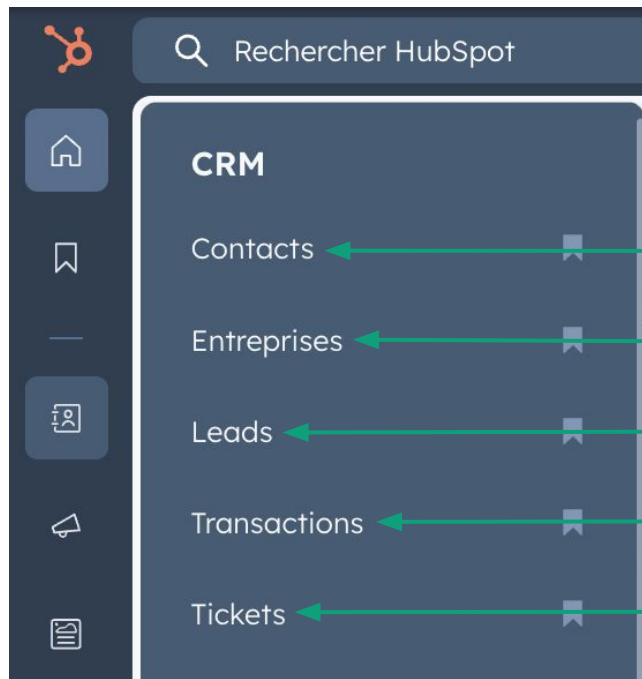 Rechercher HubSpot
CRM
Contacts
Entreprises
Leads
Transactions
Tickets